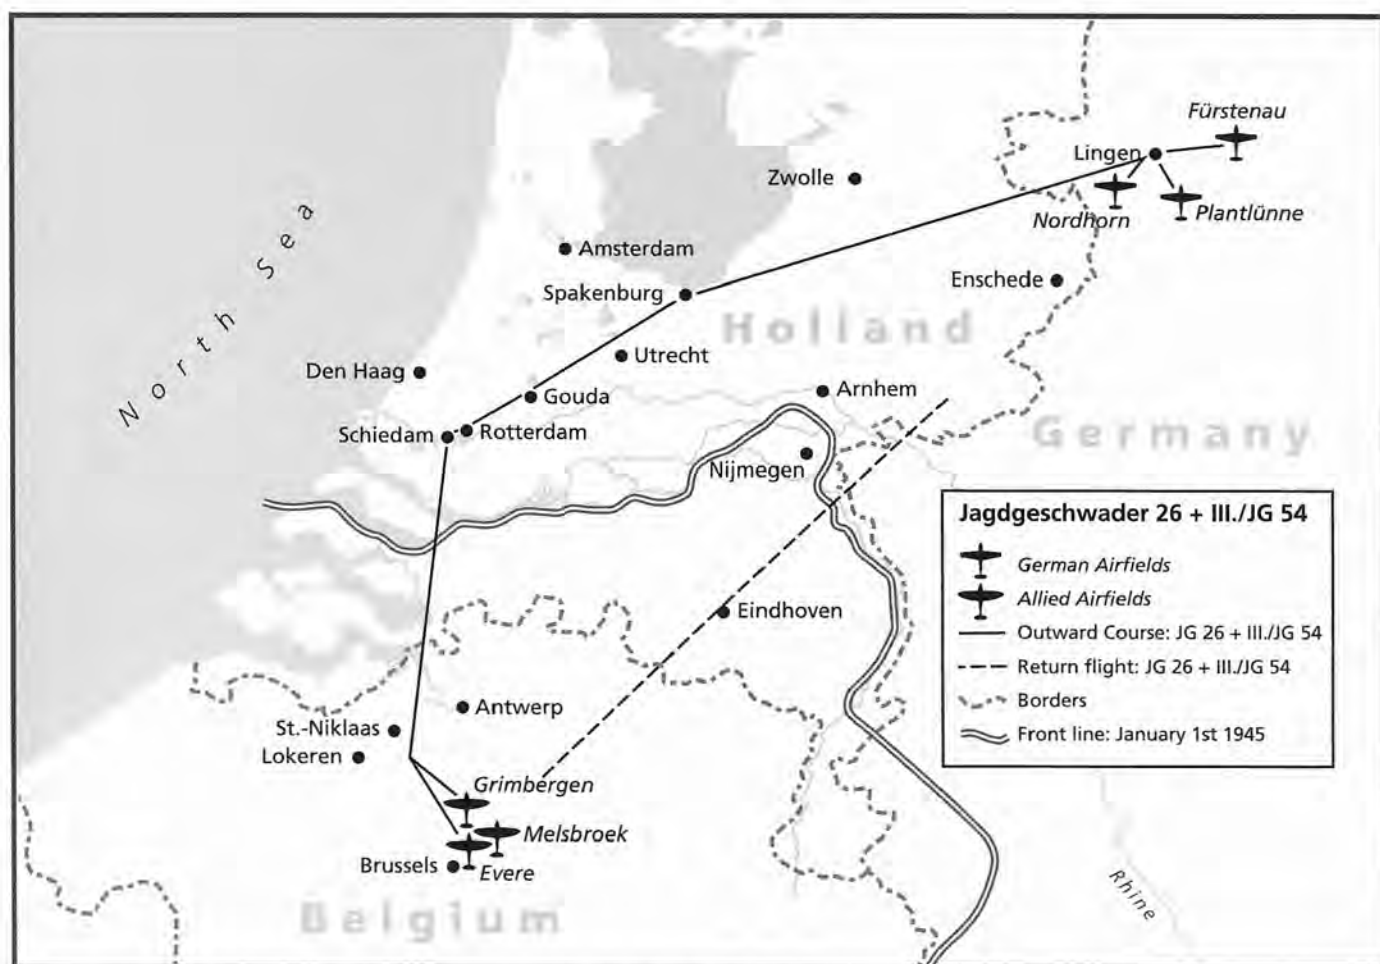 Fürstenau
Lingen
Zwolle
Nordhorn
Plantlünne
Amsterdam
North Sea
Spakenburg
Enschede
Holland
Utrecht
Den Haag
Gouda
Arnhem
Schiedam
Rotterdam
Germany
Nijmegen
Jagdgeschwader 26 + III./JG 54
German Airfields
Allied Airfields
Outward Course: JG 26 + III./JG 54
Return flight: JG 26 + III./JG 54
Borders
Front line: January 1st 1945
Eindhoven
Antwerp
St.-Niklaas
Lokeren
Grimbergen
Melsbroek
Brussels
Evere
Belgium
Rhine